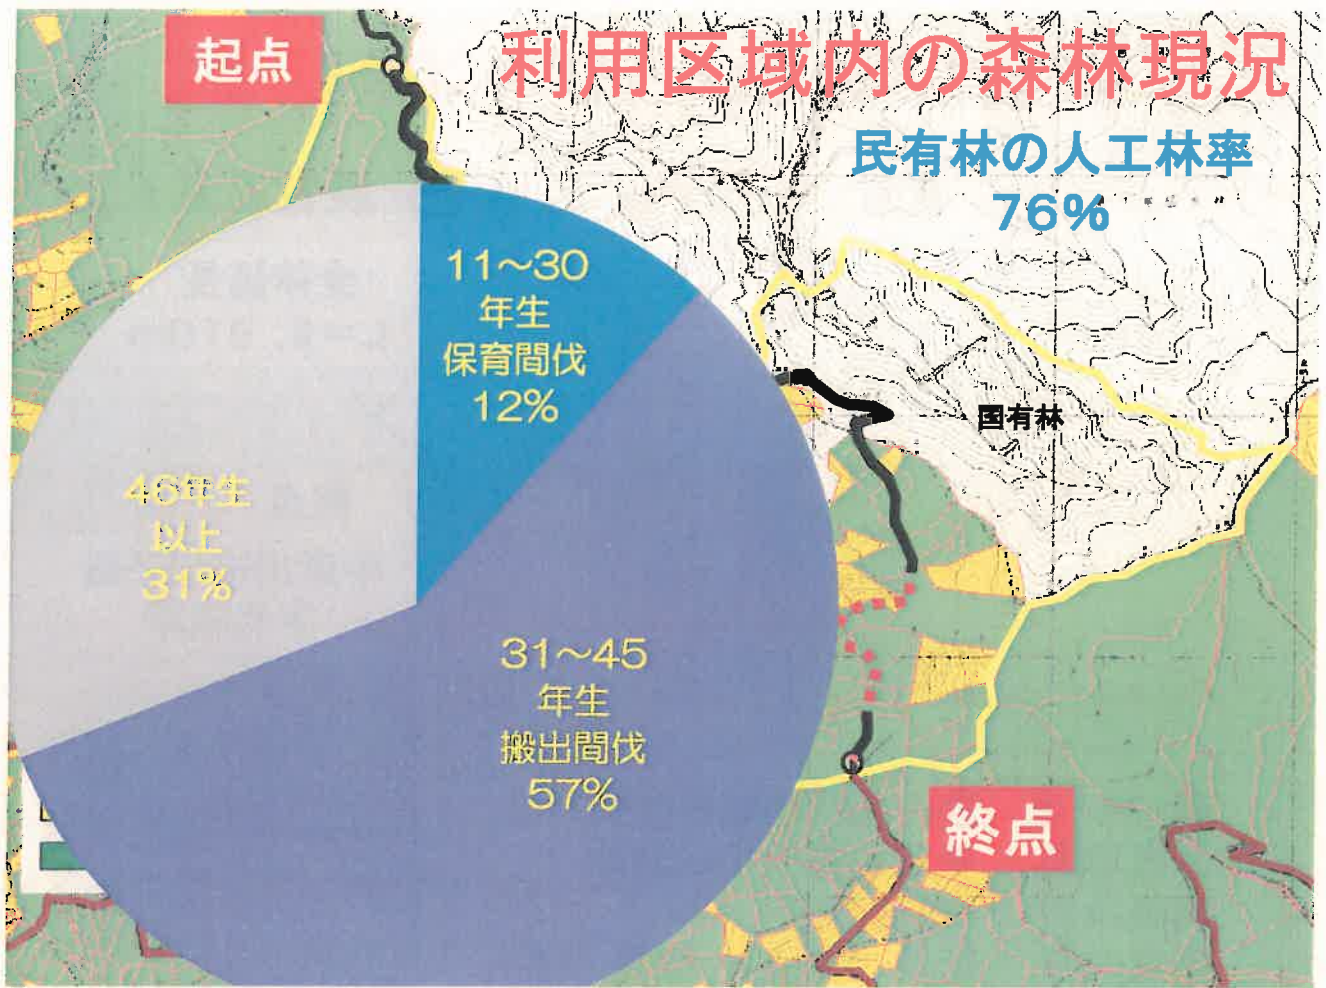 起点
利用区域内の森林現況
民有林の人工林率
76%
11～30
年生
保育間伐
12%
国有林
46年生
以上
31%
31～45
年生
搬出間伐
57%
終点